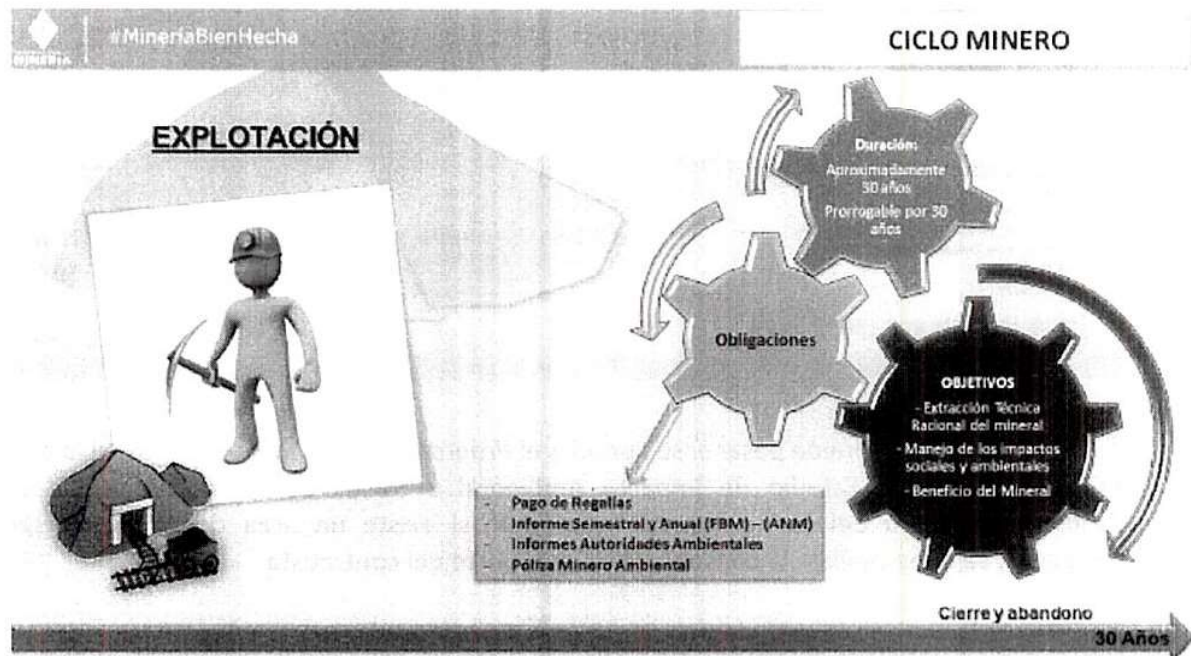 #MineríaBienHecha
MINERÍA
CICLO MINERO
EXPLOTACIÓN
Duración:
Aproximadamente
30 años
Prorrogable por 30
años
Obligaciones
OBJETIVOS
- Extracción Técnica
Racional del mineral
- Manejo de los impactos
sociales y ambientales
- Beneficio del Mineral
- Pago de Regalías
- Informe Semestral y Anual (FBM) – (ANM)
- Informes Autoridades Ambientales
- Póliza Minero Ambiental
Cierre y abandono
30 Años